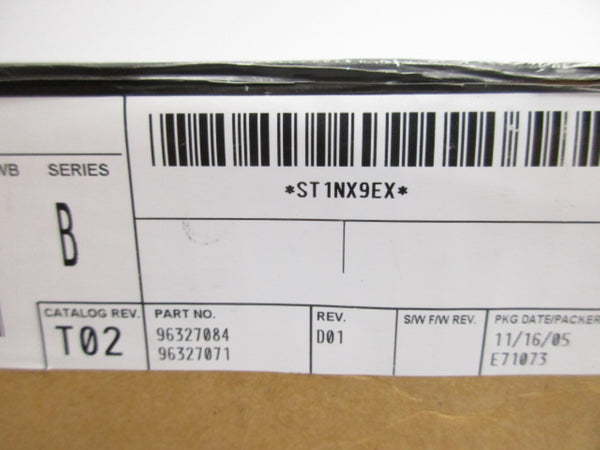 WB SERIES
B
*ST1NX9EX*
CATALOG REV.
T02
PART NO.
96327084
96327071
REV.
D01
S/W F/W REV.
PKG DATE/PACKER
11/16/05
E71073